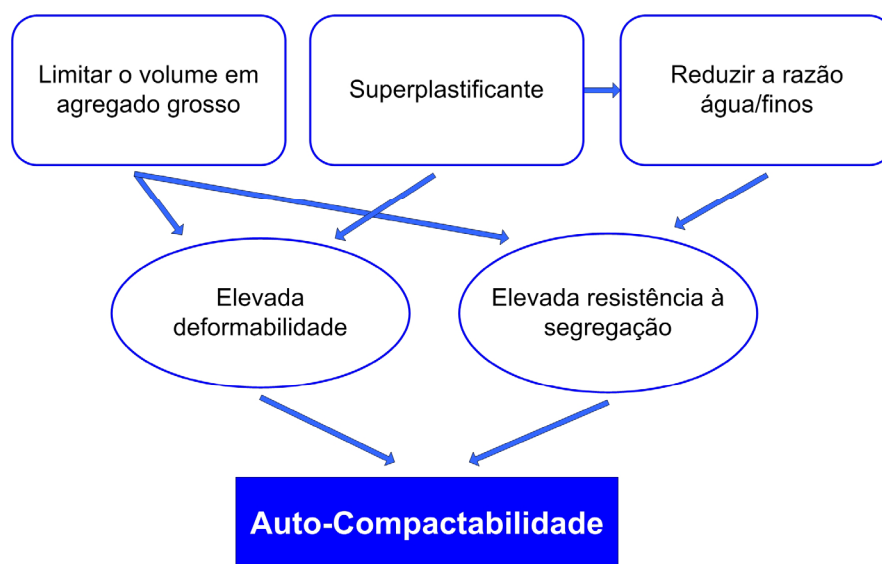 Limitar o volume em
agregado grosso
Superplastificante
Reduzir a razão
água/finos
Elevada
deformabilidade
Elevada resistência à
segregação
Auto-Compactabilidade